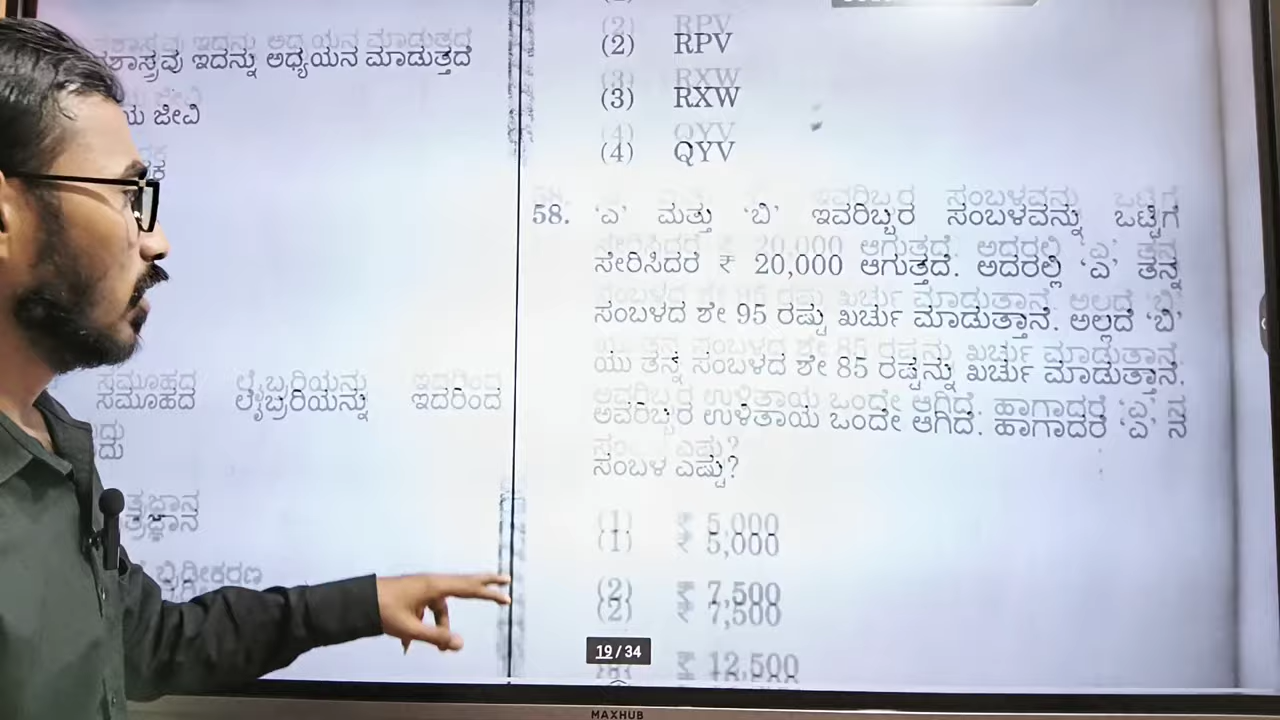 ಇದನ್ನು ಅಧ್ಯಯನ ಮಾಡುತ್ತದೆ
ಯ ಜೀವಿ
ಸಮೂಹದ ಲೈಬ್ರರಿಯನ್ನು ಇದರಿಂದ
(2) RPV
(3) RXW
(4) QYV
58. ‘ಎ’ ಮತ್ತು ‘ಬಿ’ ಇವರಿಬ್ಬರ ಸಂಬಳವನ್ನು ಒಟ್ಟಿಗೆ
ಸೇರಿಸಿದರೆ ₹ 20,000 ಆಗುತ್ತದೆ. ಅದರಲ್ಲಿ ‘ಎ’ ತನ್ನ
ಸಂಬಳದ ಶೇ 95 ರಷ್ಟು ಖರ್ಚು ಮಾಡುತ್ತಾನೆ. ಅಲ್ಲದೆ ‘ಬಿ’
ಯು ತನ್ನ ಸಂಬಳದ ಶೇ 85 ರಷ್ಟನ್ನು ಖರ್ಚು ಮಾಡುತ್ತಾನೆ.
ಅವರಿಬ್ಬರ ಉಳಿತಾಯ ಒಂದೇ ಆಗಿದೆ. ಹಾಗಾದರೆ ‘ಎ’ ನ
ಸಂಬಳ ಎಷ್ಟು?
(1) ₹ 5,000
(2) ₹ 7,500
₹ 12,500
19 / 34
MAXHUB